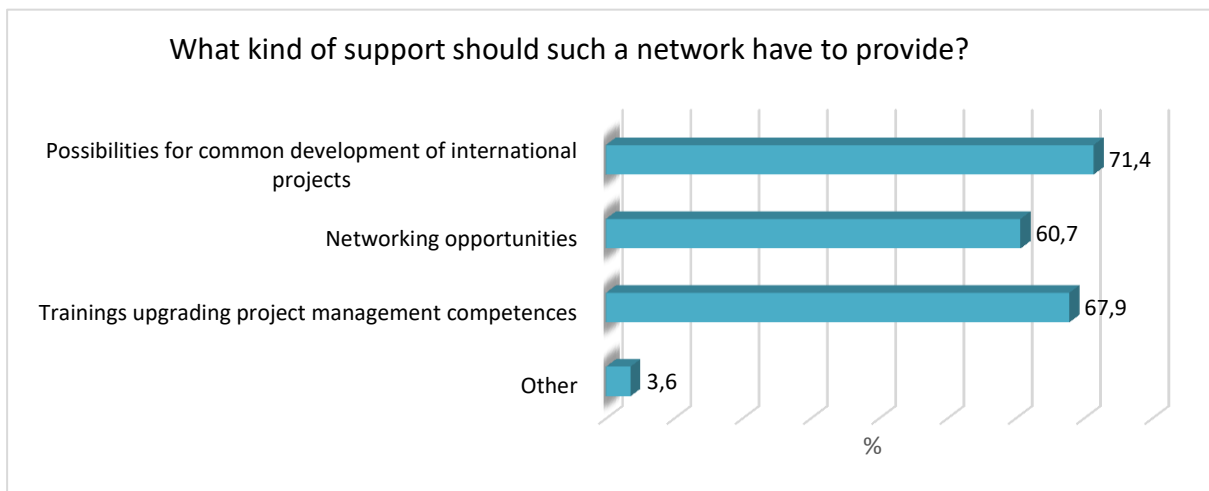 What kind of support should such a network have to provide?
Possibilities for common development of international
projects
71,4
Networking opportunities
60,7
Trainings upgrading project management competences
67,9
Other
3,6
%